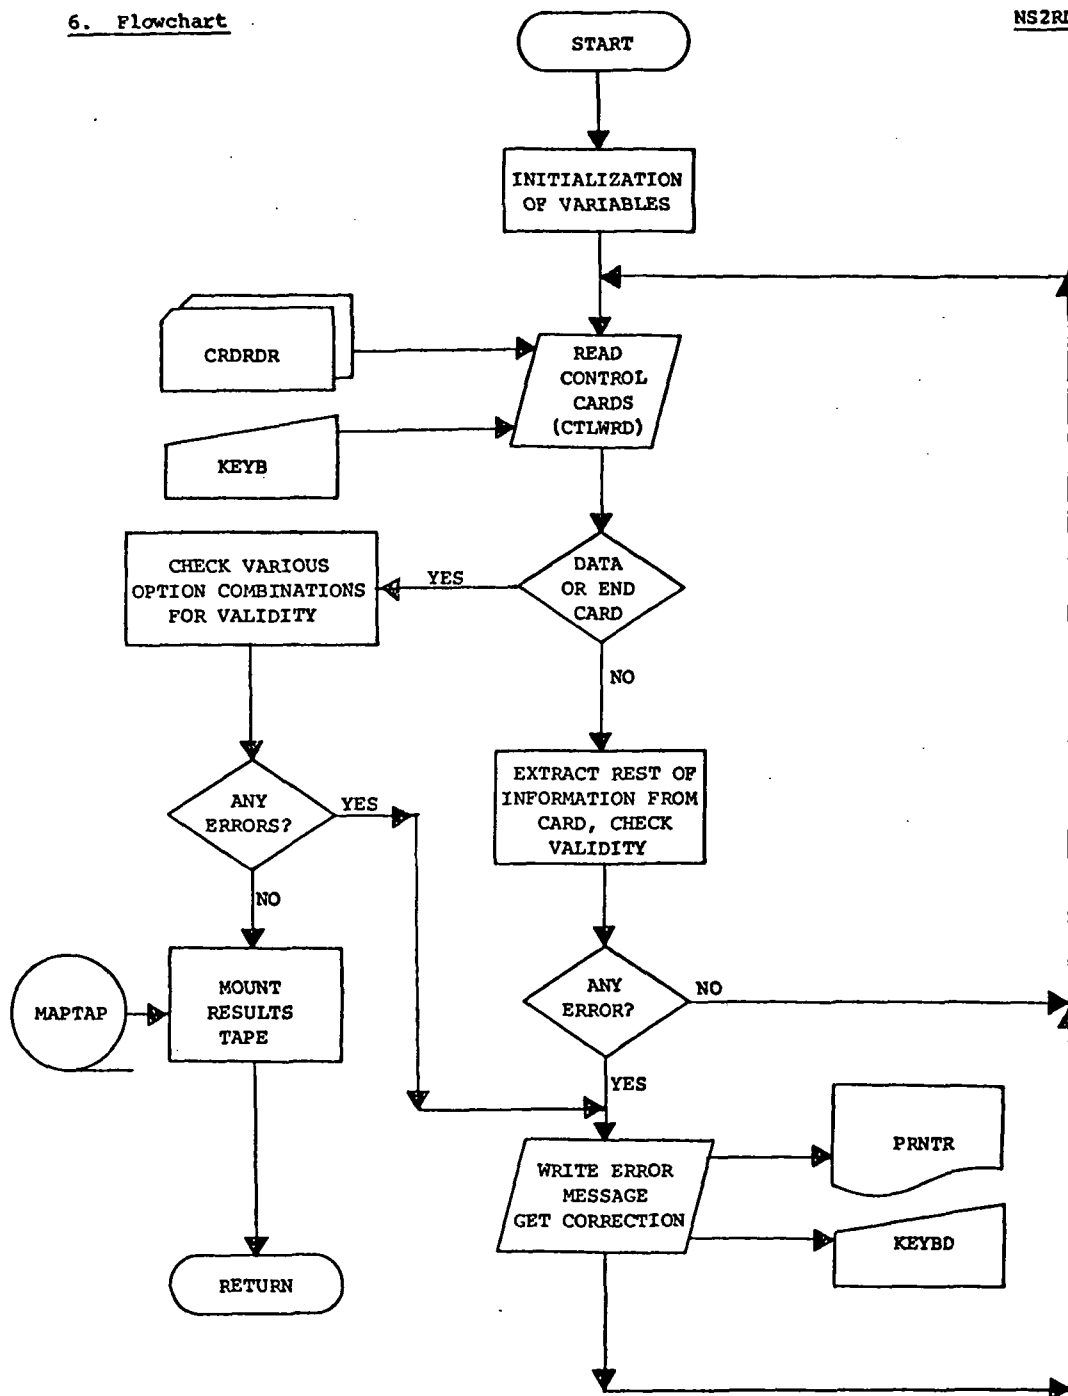 6. Flowchart
NS2RD
START
INITIALIZATION
OF VARIABLES
CRDRDR
READ
CONTROL
CARDS
(CTLWRD)
KEYB
CHECK VARIOUS
OPTION COMBINATIONS
FOR VALIDITY
YES
DATA
OR END
CARD
NO
ANY
ERRORS?
YES
EXTRACT REST OF
INFORMATION FROM
CARD, CHECK
VALIDITY
NO
MAPTAP
MOUNT
RESULTS
TAPE
ANY
ERROR?
NO
YES
WRITE ERROR
MESSAGE
GET CORRECTION
PRNTR
KEYBD
RETURN